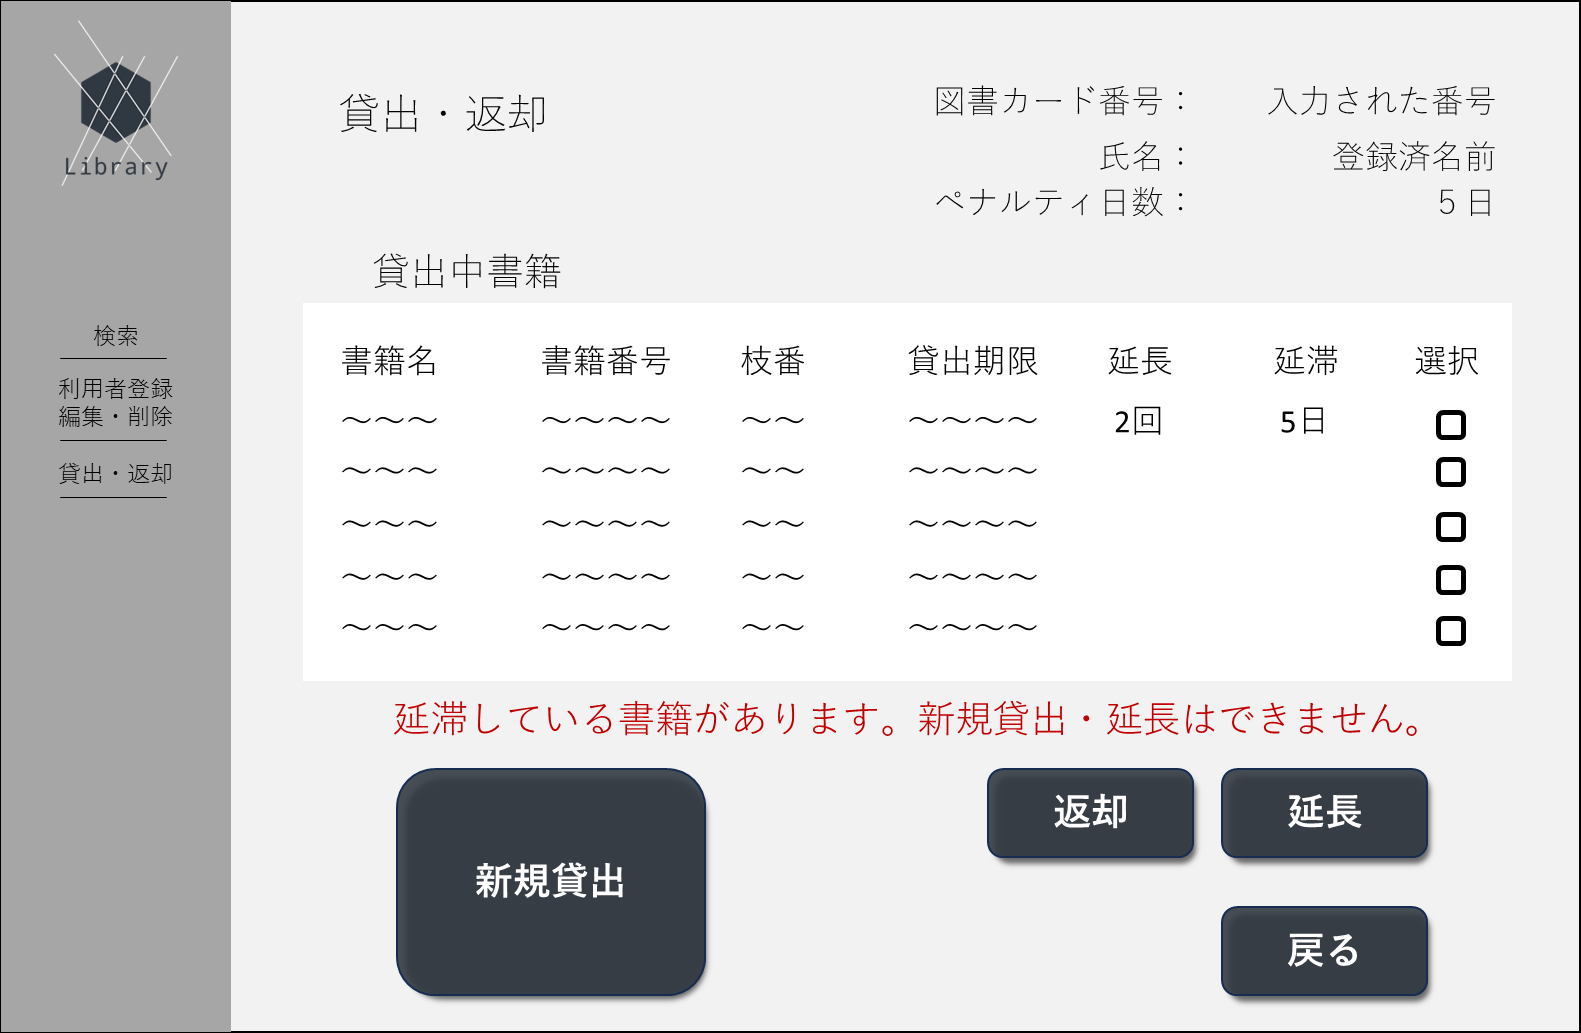 Library
検索
利用者登録
編集・削除
貸出・返却
貸出・返却
図書カード番号： 入力された番号
氏名： 登録済名前
ペナルティ日数： 5日
貸出中書籍
書籍名 書籍番号 枝番 貸出期限 延長 延滞 選択
～～～ ～～～～ ～～ ～～～～ 2回 5日
～～～ ～～～～ ～～ ～～～～
～～～ ～～～～ ～～ ～～～～
～～～ ～～～～ ～～ ～～～～
～～～ ～～～～ ～～ ～～～～
延滞している書籍があります。新規貸出・延長はできません。
新規貸出
返却
延長
戻る